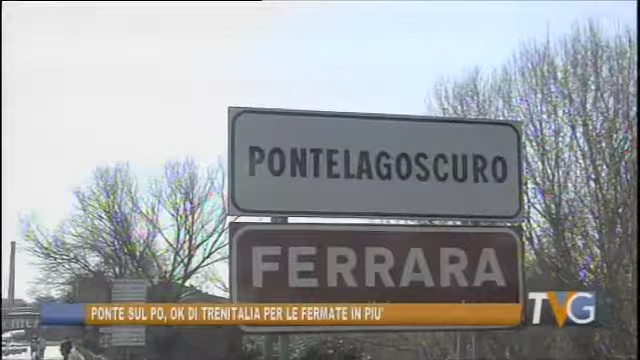 PONTELAGOSCURO
FERRARA
PONTE SUL PO, OK DI TRENITALIA PER LE FERMATE IN PIU'
TVG